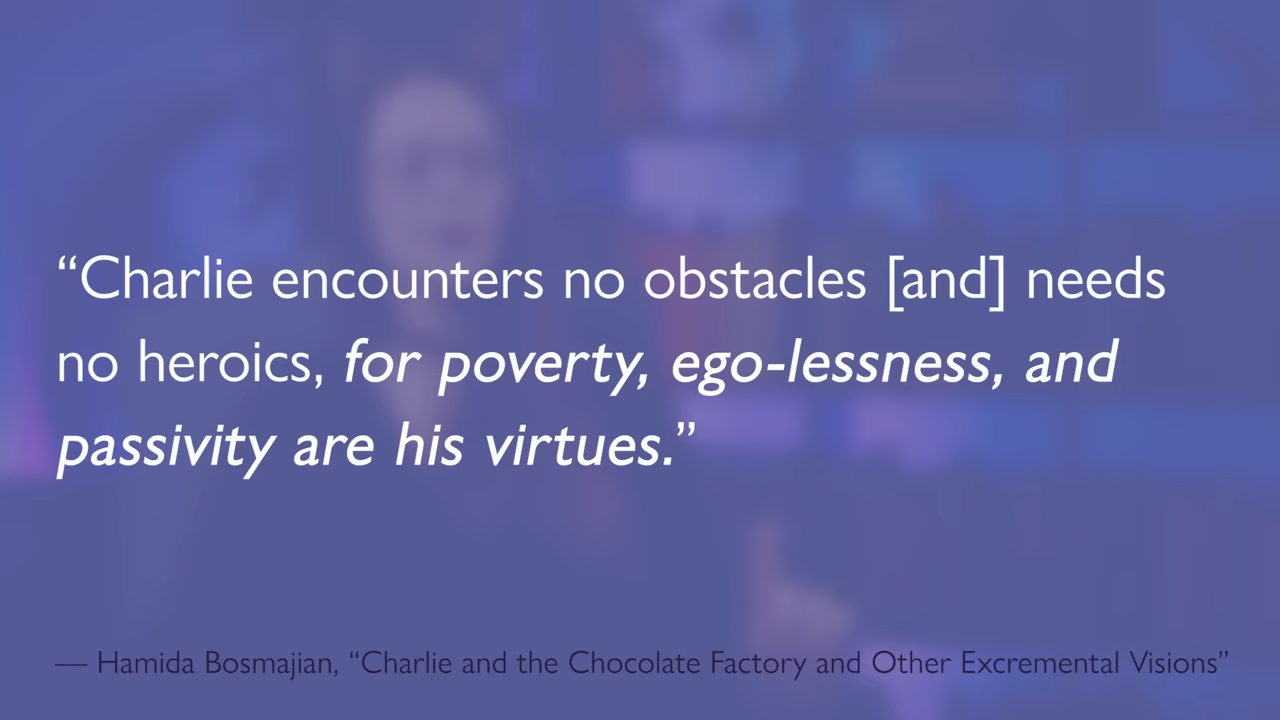 “Charlie encounters no obstacles [and] needs
no heroics, for poverty, ego-lessness, and
passivity are his virtues.”
— Hamida Bosmajian, “Charlie and the Chocolate Factory and Other Excremental Visions”